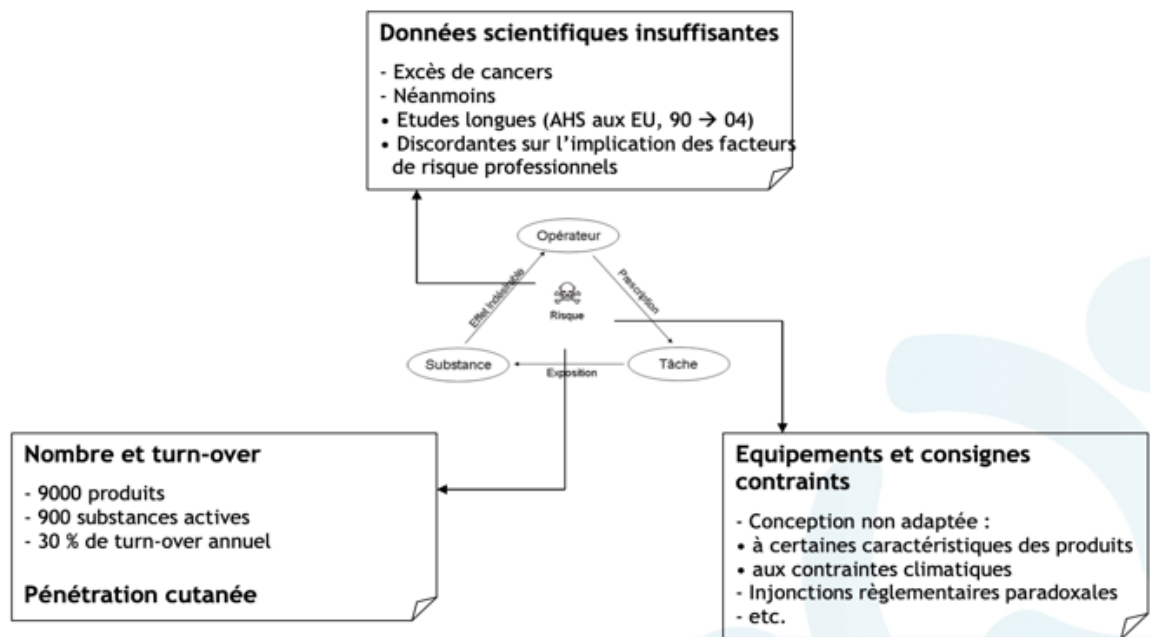 Données scientifiques insuffisantes
- Excès de cancers
- Néanmoins
• Etudes longues (AHS aux EU, 90 → 04)
• Discordantes sur l'implication des facteurs
de risque professionnels
Opérateur
Effet Indésirable
Prescription
Risque
Substance
Exposition
Tâche
Nombre et turn-over
- 9000 produits
- 900 substances actives
- 30 % de turn-over annuel
Pénétration cutanée
Equipements et consignes
contraints
- Conception non adaptée :
• à certaines caractéristiques des produits
• aux contraintes climatiques
- Injonctions règlementaires paradoxales
- etc.